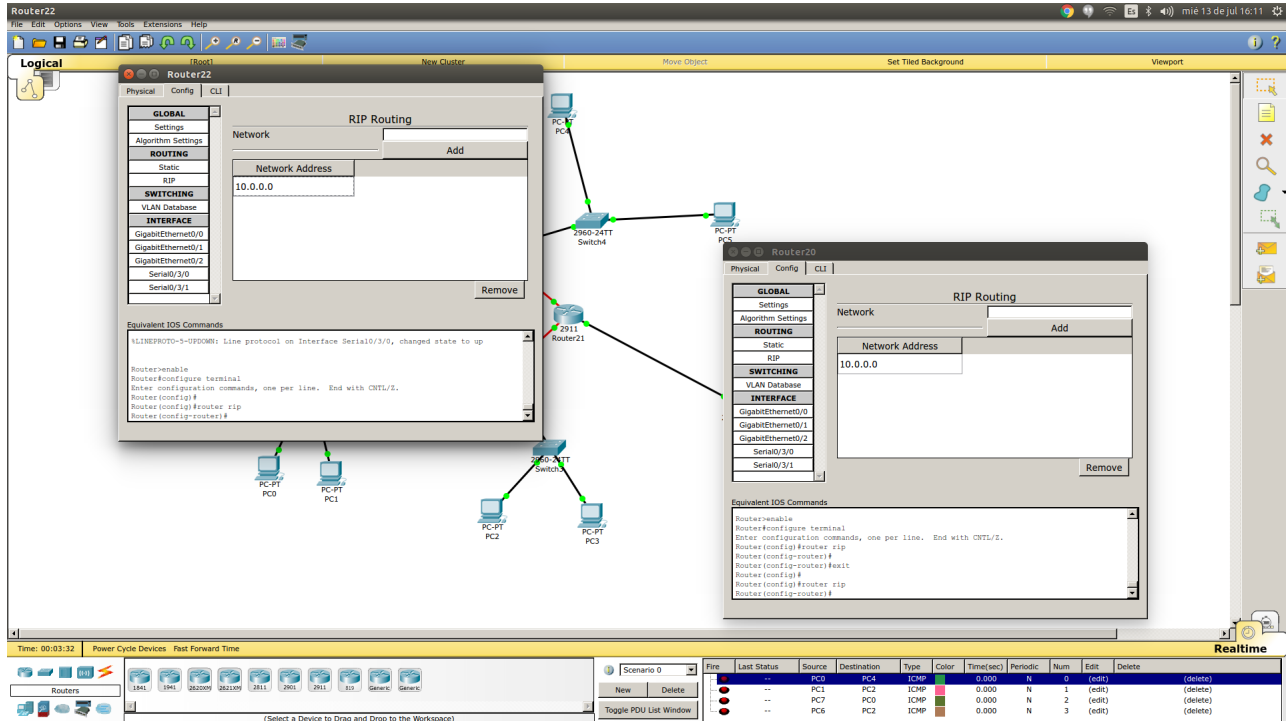 Router22
Es
mié 13 de jul 16:11
File Edit Options View Tools Extensions Help
Logical
[Root]
New Cluster
Move Object
Set Tiled Background
Viewport
Router22
Physical Config CLI
GLOBAL
Settings
Algorithm Settings
ROUTING
Static
RIP
SWITCHING
VLAN Database
INTERFACE
GigabitEthernet0/0
GigabitEthernet0/1
GigabitEthernet0/2
Serial0/3/0
Serial0/3/1
RIP Routing
Network
Add
Network Address
10.0.0.0
Remove
Equivalent IOS Commands
%LINEPROTO-5-UPDOWN: Line protocol on Interface Serial0/3/0, changed state to up
Router>enable
Router#configure terminal
Enter configuration commands, one per line. End with CNTL/Z.
Router(config)#
Router(config)#router rip
Router(config-router)#
PC-PT
PC4
2960-24TT
Switch4
PC-PT
PC5
2911
Router21
2960-24TT
Switch3
PC-PT
PC0
PC-PT
PC1
PC-PT
PC2
PC-PT
PC3
Router20
Physical Config CLI
GLOBAL
Settings
Algorithm Settings
ROUTING
Static
RIP
SWITCHING
VLAN Database
INTERFACE
GigabitEthernet0/0
GigabitEthernet0/1
GigabitEthernet0/2
Serial0/3/0
Serial0/3/1
RIP Routing
Network
Add
Network Address
10.0.0.0
Remove
Equivalent IOS Commands
Router>enable
Router#configure terminal
Enter configuration commands, one per line. End with CNTL/Z.
Router(config)#router rip
Router(config-router)#
Router(config-router)#exit
Router(config)#
Router(config)#router rip
Router(config-router)#
Time: 00:03:32 Power Cycle Devices Fast Forward Time
Realtime
Routers
1841 1941 2620XM 2621XM 2811 2901 2911 819 Generic Generic
(Select a Device to Drag and Drop to the Workspace)
Scenario 0
New Delete
Toggle PDU List Window
Fire Last Status Source Destination Type Color Time(sec) Periodic Num Edit Delete
-- PC0 PC4 ICMP 0.000 N 0 (edit) (delete)
-- PC1 PC2 ICMP 0.000 N 1 (edit) (delete)
-- PC7 PC0 ICMP 0.000 N 2 (edit) (delete)
-- PC6 PC2 ICMP 0.000 N 3 (edit) (delete)